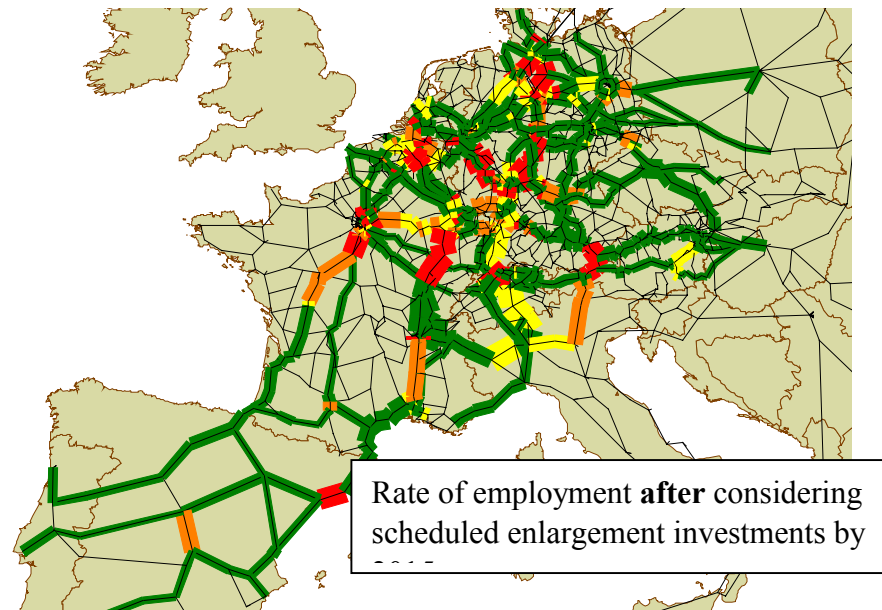 Rate of employment after considering
scheduled enlargement investments by